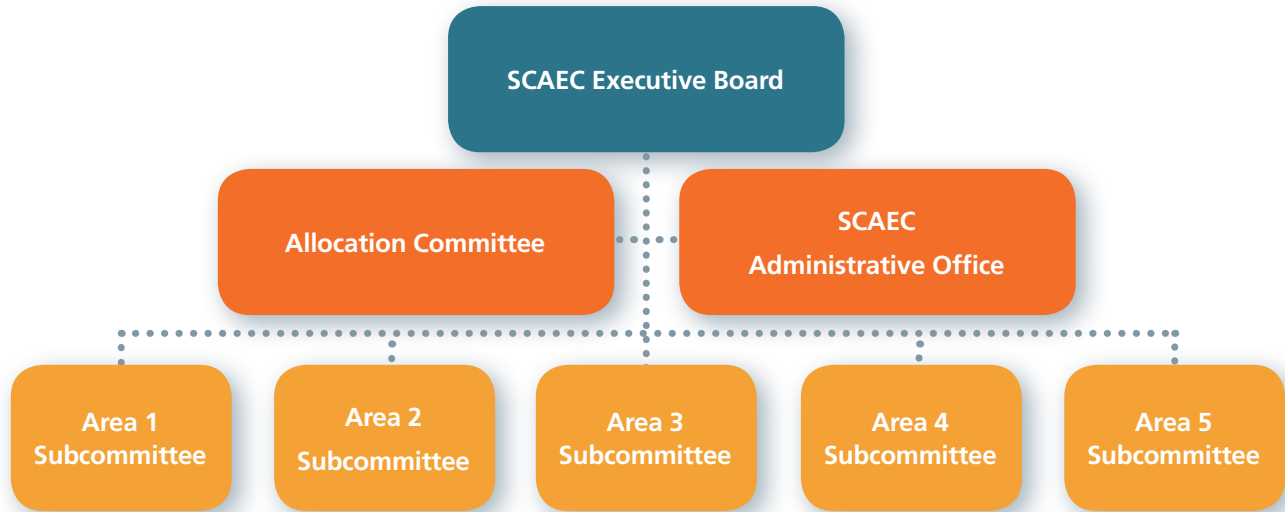 SCAEC Executive Board
Allocation Committee
SCAEC
Administrative Office
Area 1
Subcommittee
Area 2
Subcommittee
Area 3
Subcommittee
Area 4
Subcommittee
Area 5
Subcommittee